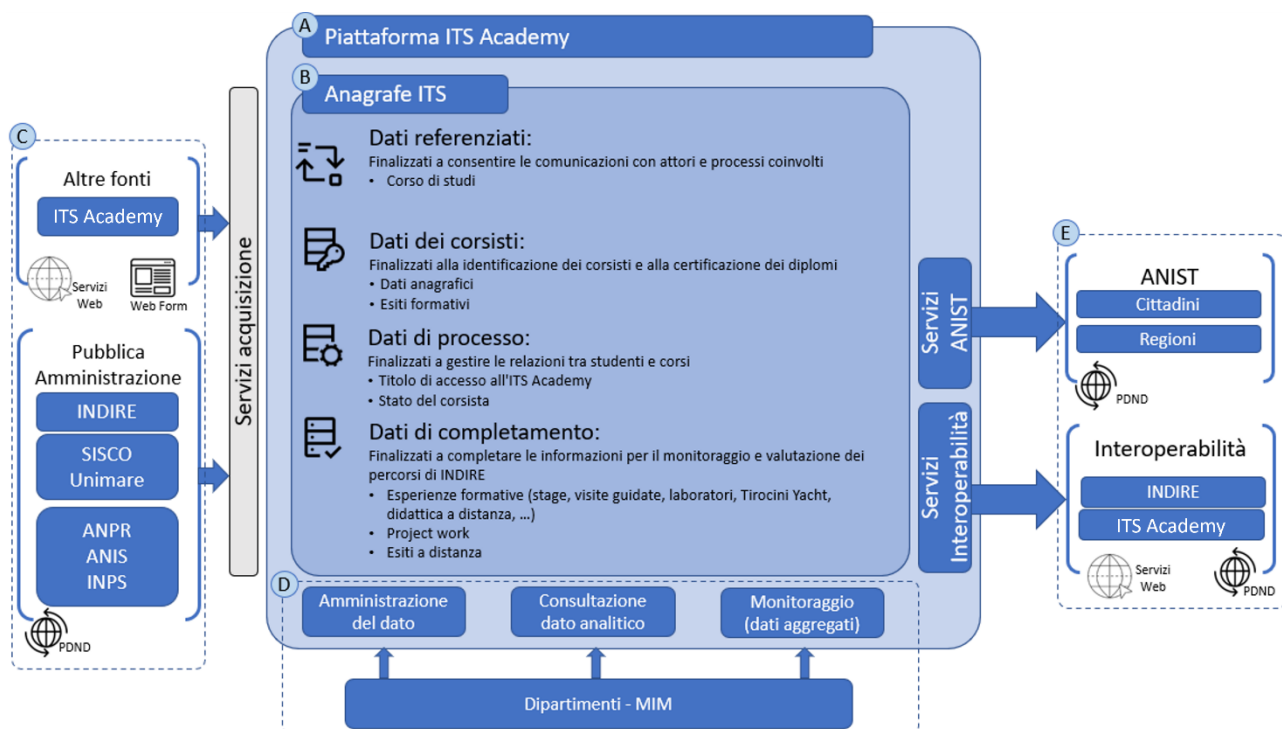 A
Piattaforma ITS Academy
B
Anagrafe ITS
Dati referenziati:
Finalizzati a consentire le comunicazioni con attori e processi coinvolti
• Corso di studi
Dati dei corsisti:
Finalizzati alla identificazione dei corsisti e alla certificazione dei diplomi
• Dati anagrafici
• Esiti formativi
Dati di processo:
Finalizzati a gestire le relazioni tra studenti e corsi
• Titolo di accesso all'ITS Academy
• Stato del corsista
Dati di completamento:
Finalizzati a completare le informazioni per il monitoraggio e valutazione dei
percorsi di INDIRE
• Esperienze formative (stage, visite guidate, laboratori, Tirocini Yacht,
didattica a distanza, ...)
• Project work
• Esiti a distanza
C
Altre fonti
ITS Academy
Servizi
Web
Web Form
Pubblica
Amministrazione
INDIRE
SISCO
Unimare
ANPR
ANIS
INPS
PDND
Servizi acquisizione
D
Amministrazione
del dato
Consultazione
dato analitico
Monitoraggio
(dati aggregati)
Dipartimenti - MIM
Servizi
ANIST
Servizi
Interoperabilità
E
ANIST
Cittadini
Regioni
PDND
Interoperabilità
INDIRE
ITS Academy
Servizi
Web
PDND